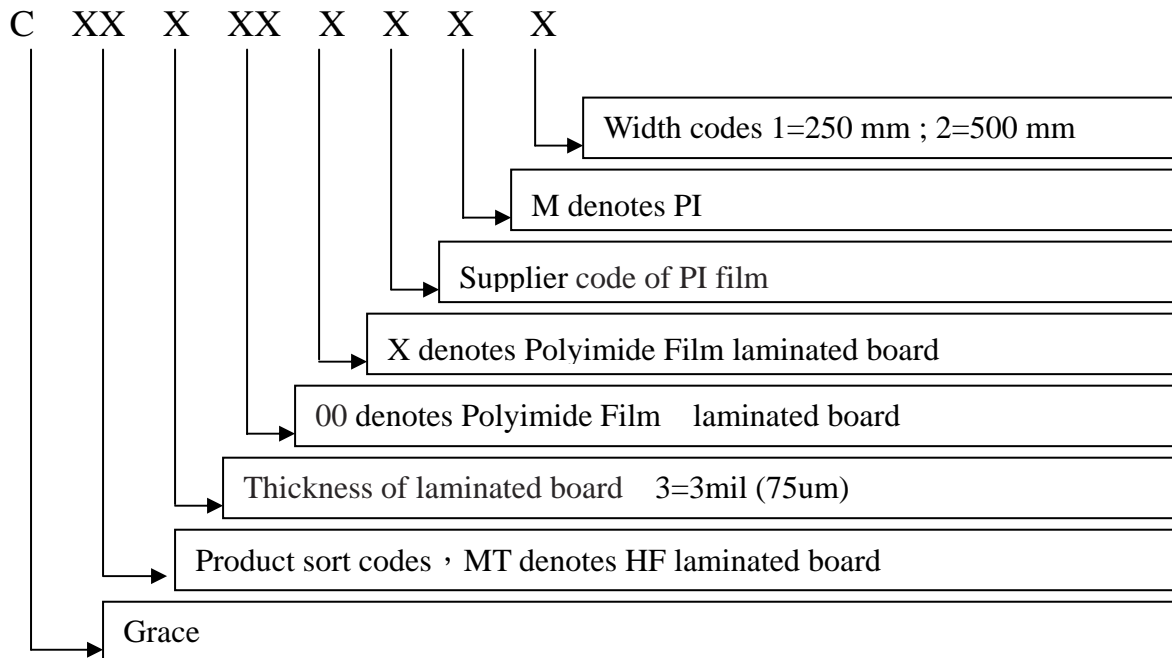 C XX X XX X X X X
Width codes 1=250 mm ; 2=500 mm
M denotes PI
Supplier code of PI film
X denotes Polyimide Film laminated board
00 denotes Polyimide Film laminated board
Thickness of laminated board 3=3mil (75um)
Product sort codes,MT denotes HF laminated board
Grace